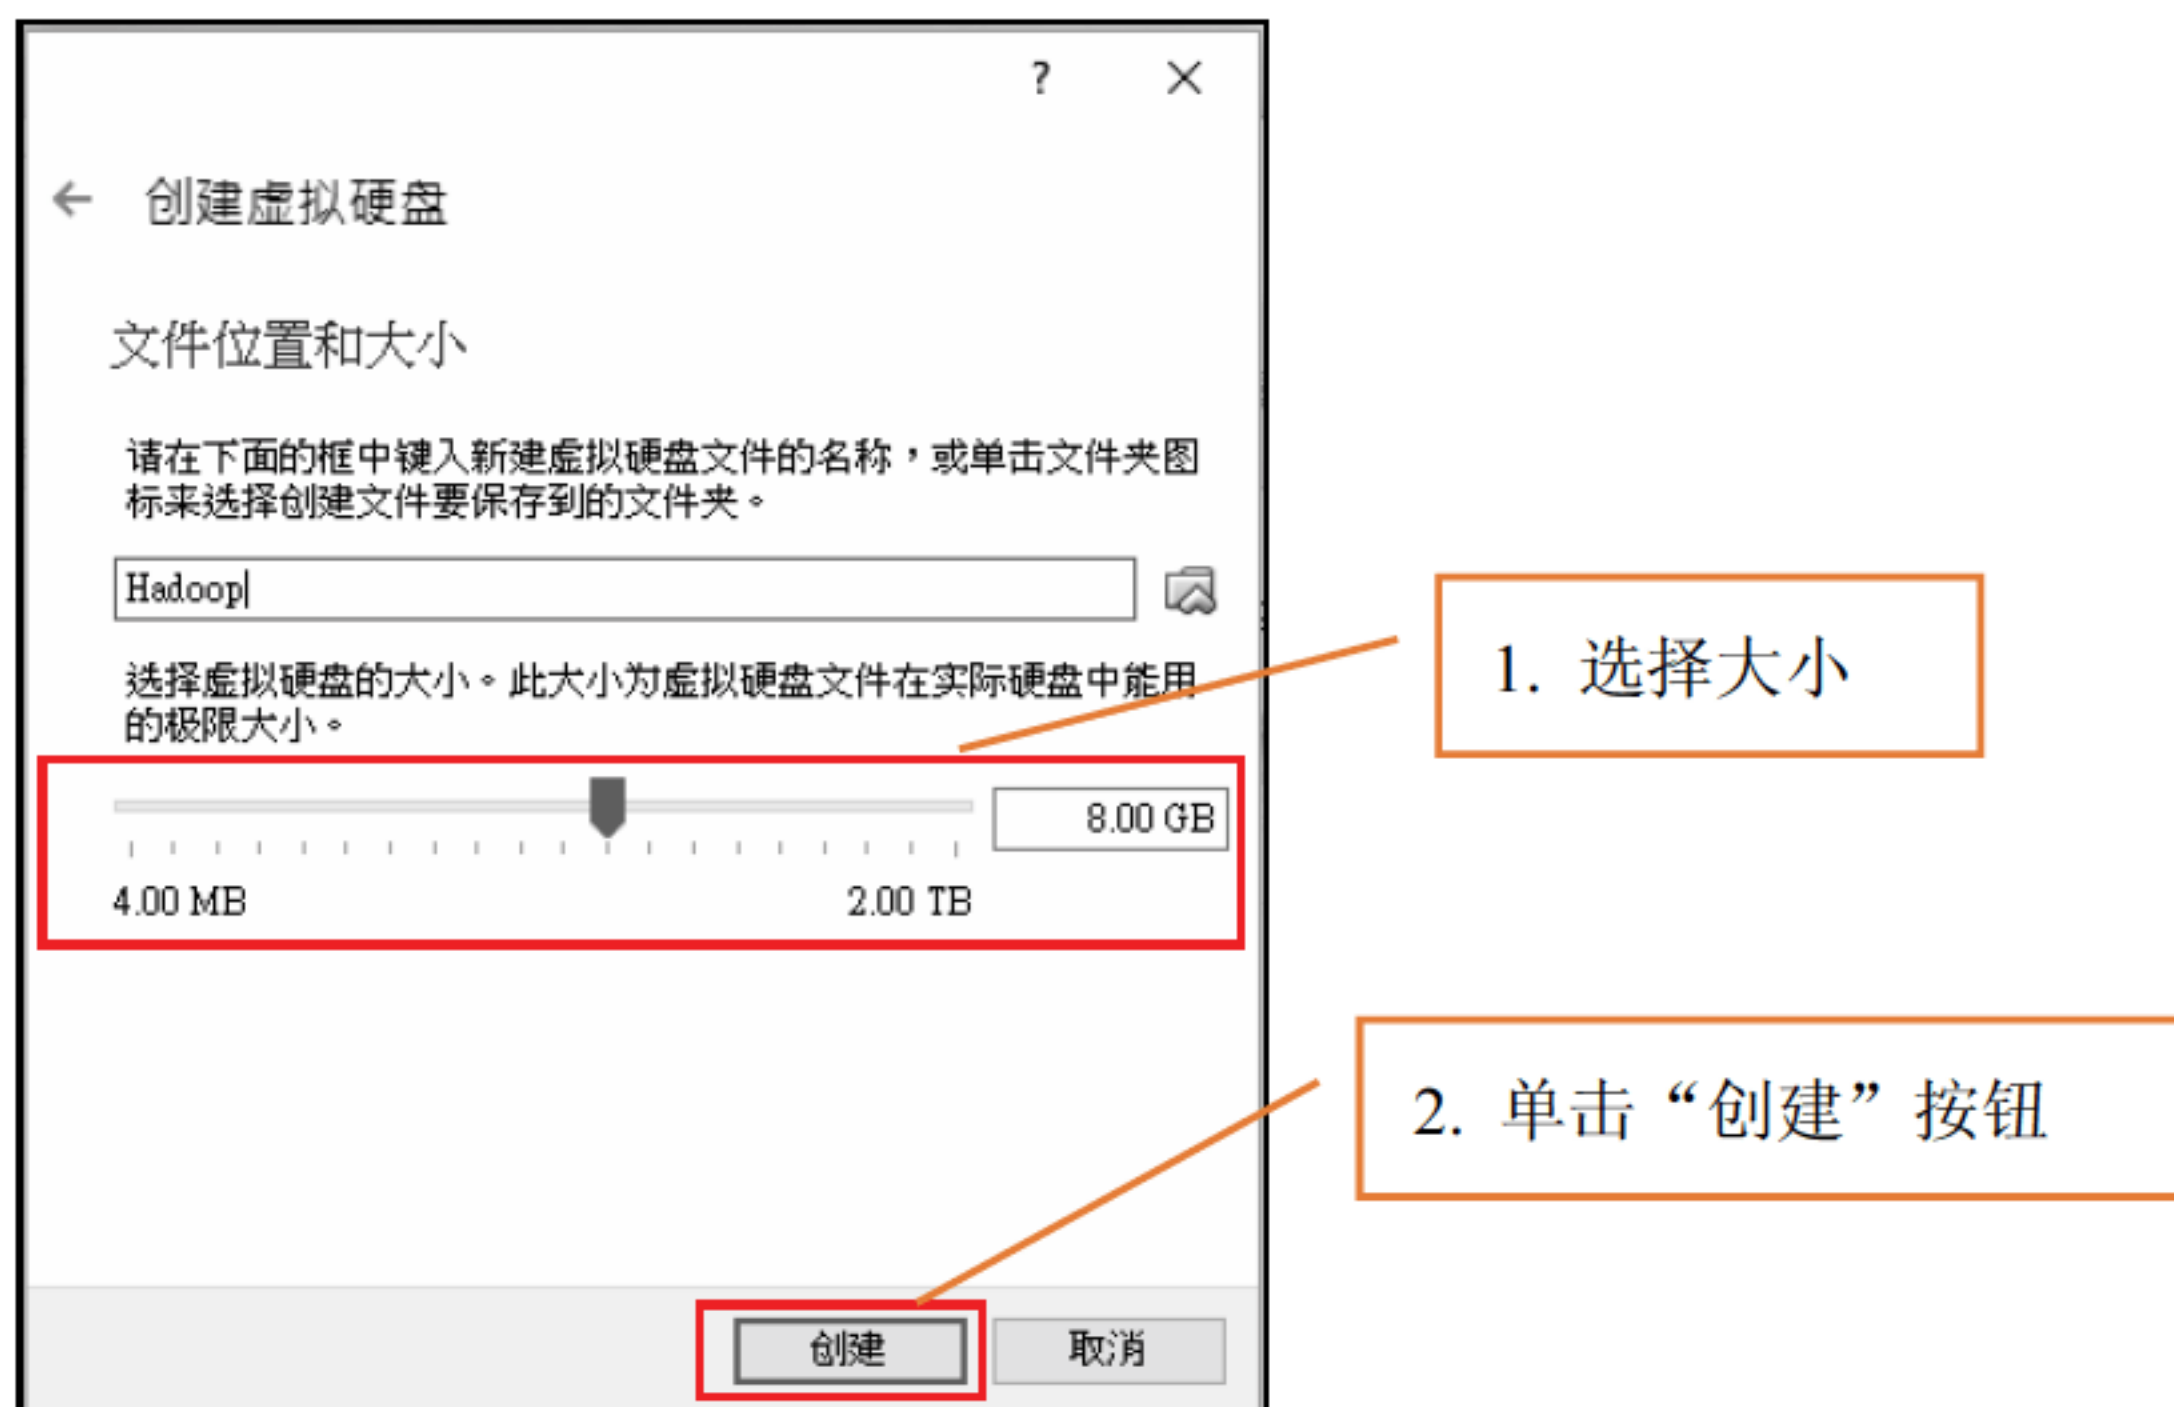 ?
×
← 创建虚拟硬盘
文件位置和大小
请在下面的框中键入新建虚拟硬盘文件的名称，或单击文件夹图
标来选择创建文件要保存到的文件夹。
Hadoop
选择虚拟硬盘的大小。此大小为虚拟硬盘文件在实际硬盘中能用
的极限大小。
8.00 GB
4.00 MB
2.00 TB
1. 选择大小
2. 单击“创建”按钮
创建
取消